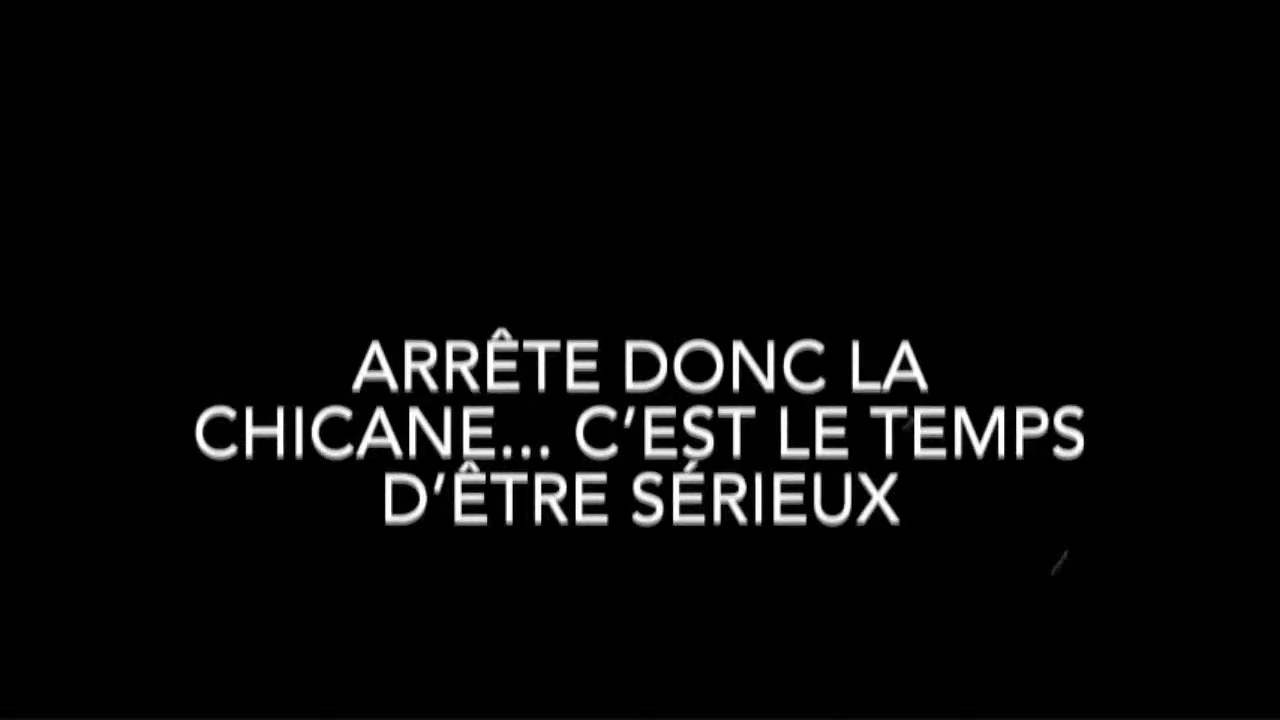 ARRÊTE DONC LA
CHICANE... C’EST LE TEMPS
D’ÊTRE SÉRIEUX